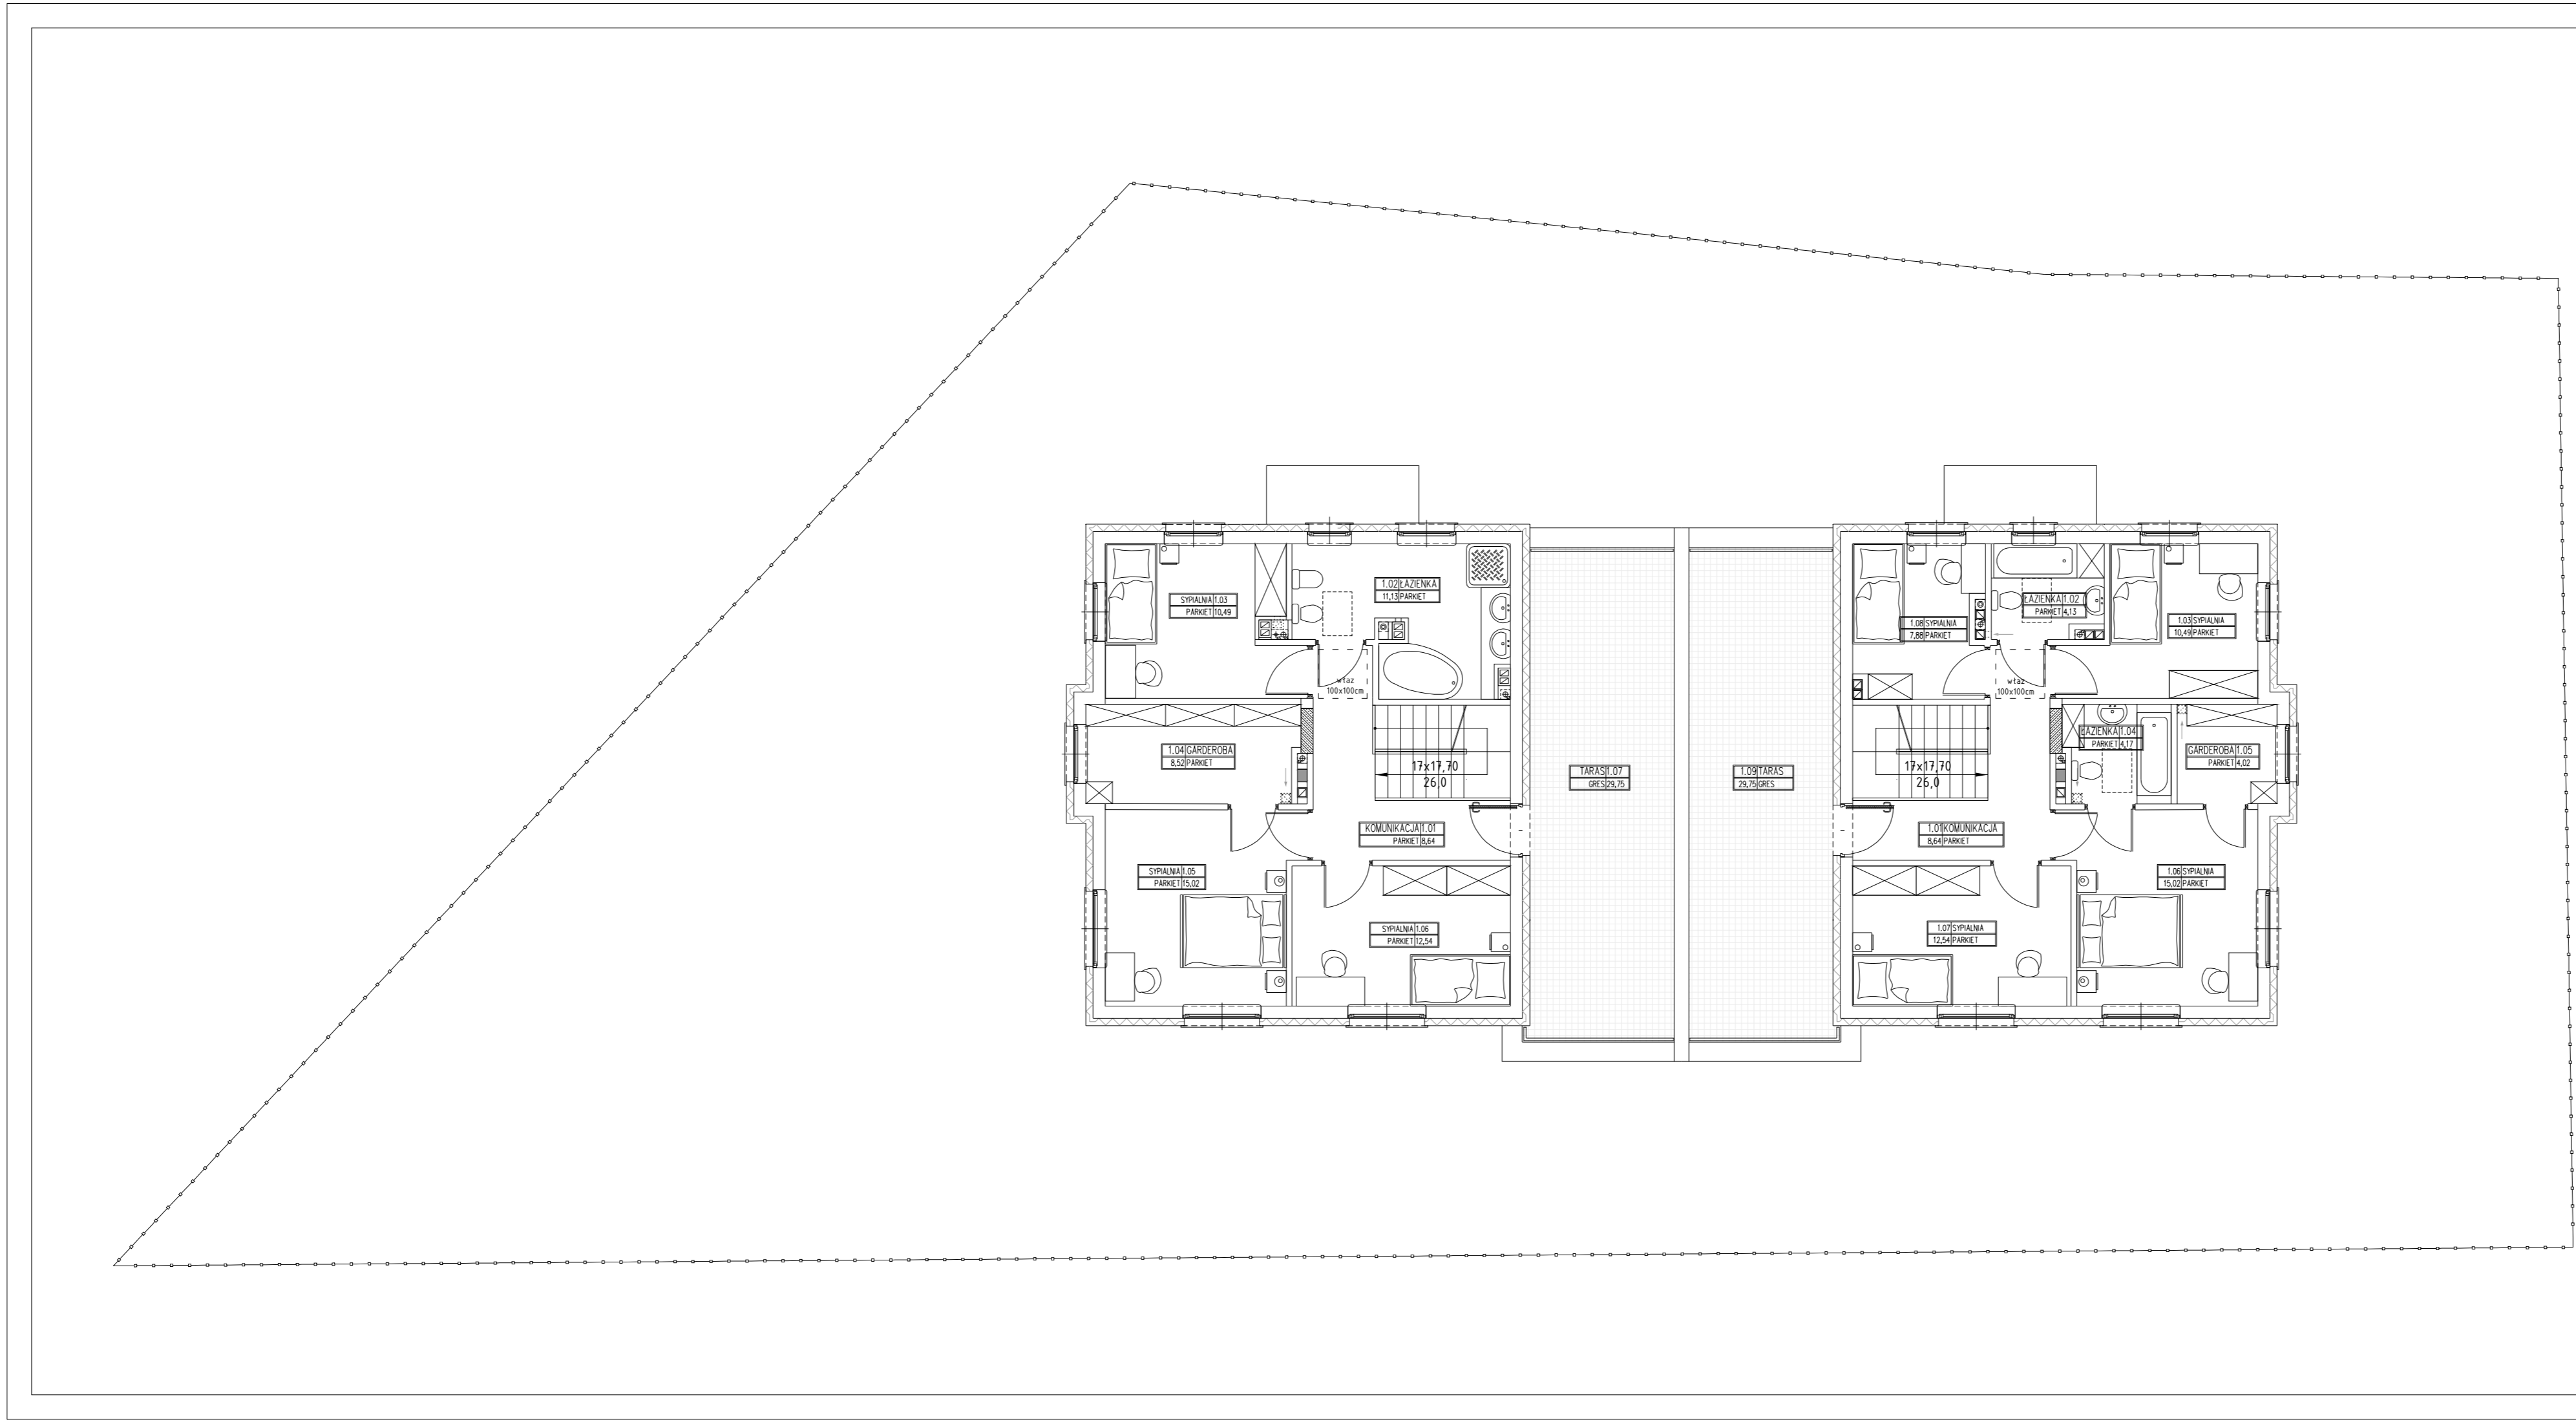 1.02 ŁAZIENKA
11,13 PARKIET
SYPIALNIA 1.03
PARKIET 10,49
właz
100x100cm
1.04 GARDEROBA
8,52 PARKIET
17x17,70
26,0
KOMUNIKACJA 1.01
PARKIET 8,64
SYPIALNIA 1.05
PARKIET 15,02
SYPIALNIA 1.06
PARKIET 12,54
TARAS 1.07
GRES 29,75
1.09 TARAS
29,75 GRES
ŁAZIENKA 1.02
PARKIET 4,13
1.08 SYPIALNIA
7,88 PARKIET
1.03 SYPIALNIA
10,49 PARKIET
właz
100x100cm
ŁAZIENKA 1.04
PARKIET 4,17
GARDEROBA 1.05
PARKIET 4,02
17x17,70
26,0
1.01 KOMUNIKACJA
8,64 PARKIET
1.06 SYPIALNIA
15,02 PARKIET
1.07 SYPIALNIA
12,54 PARKIET